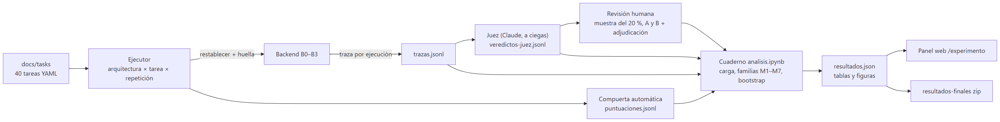 docs/tasks
40 tareas YAML
Ejecutor
arquitectura × tarea ×
repetición
restablecer + huella
Backend B0–B3
traza por ejecución
trazas.jsonl
Juez (Claude, a ciegas)
veredictos-juez.jsonl
Revisión humana
muestra del 20 %, A y B +
adjudicación
Compuerta automática
puntuaciones.jsonl
Cuaderno analisis.ipynb
carga, familias M1–M7,
bootstrap
resultados.json
tablas y figuras
Panel web /experimento
resultados-finales zip